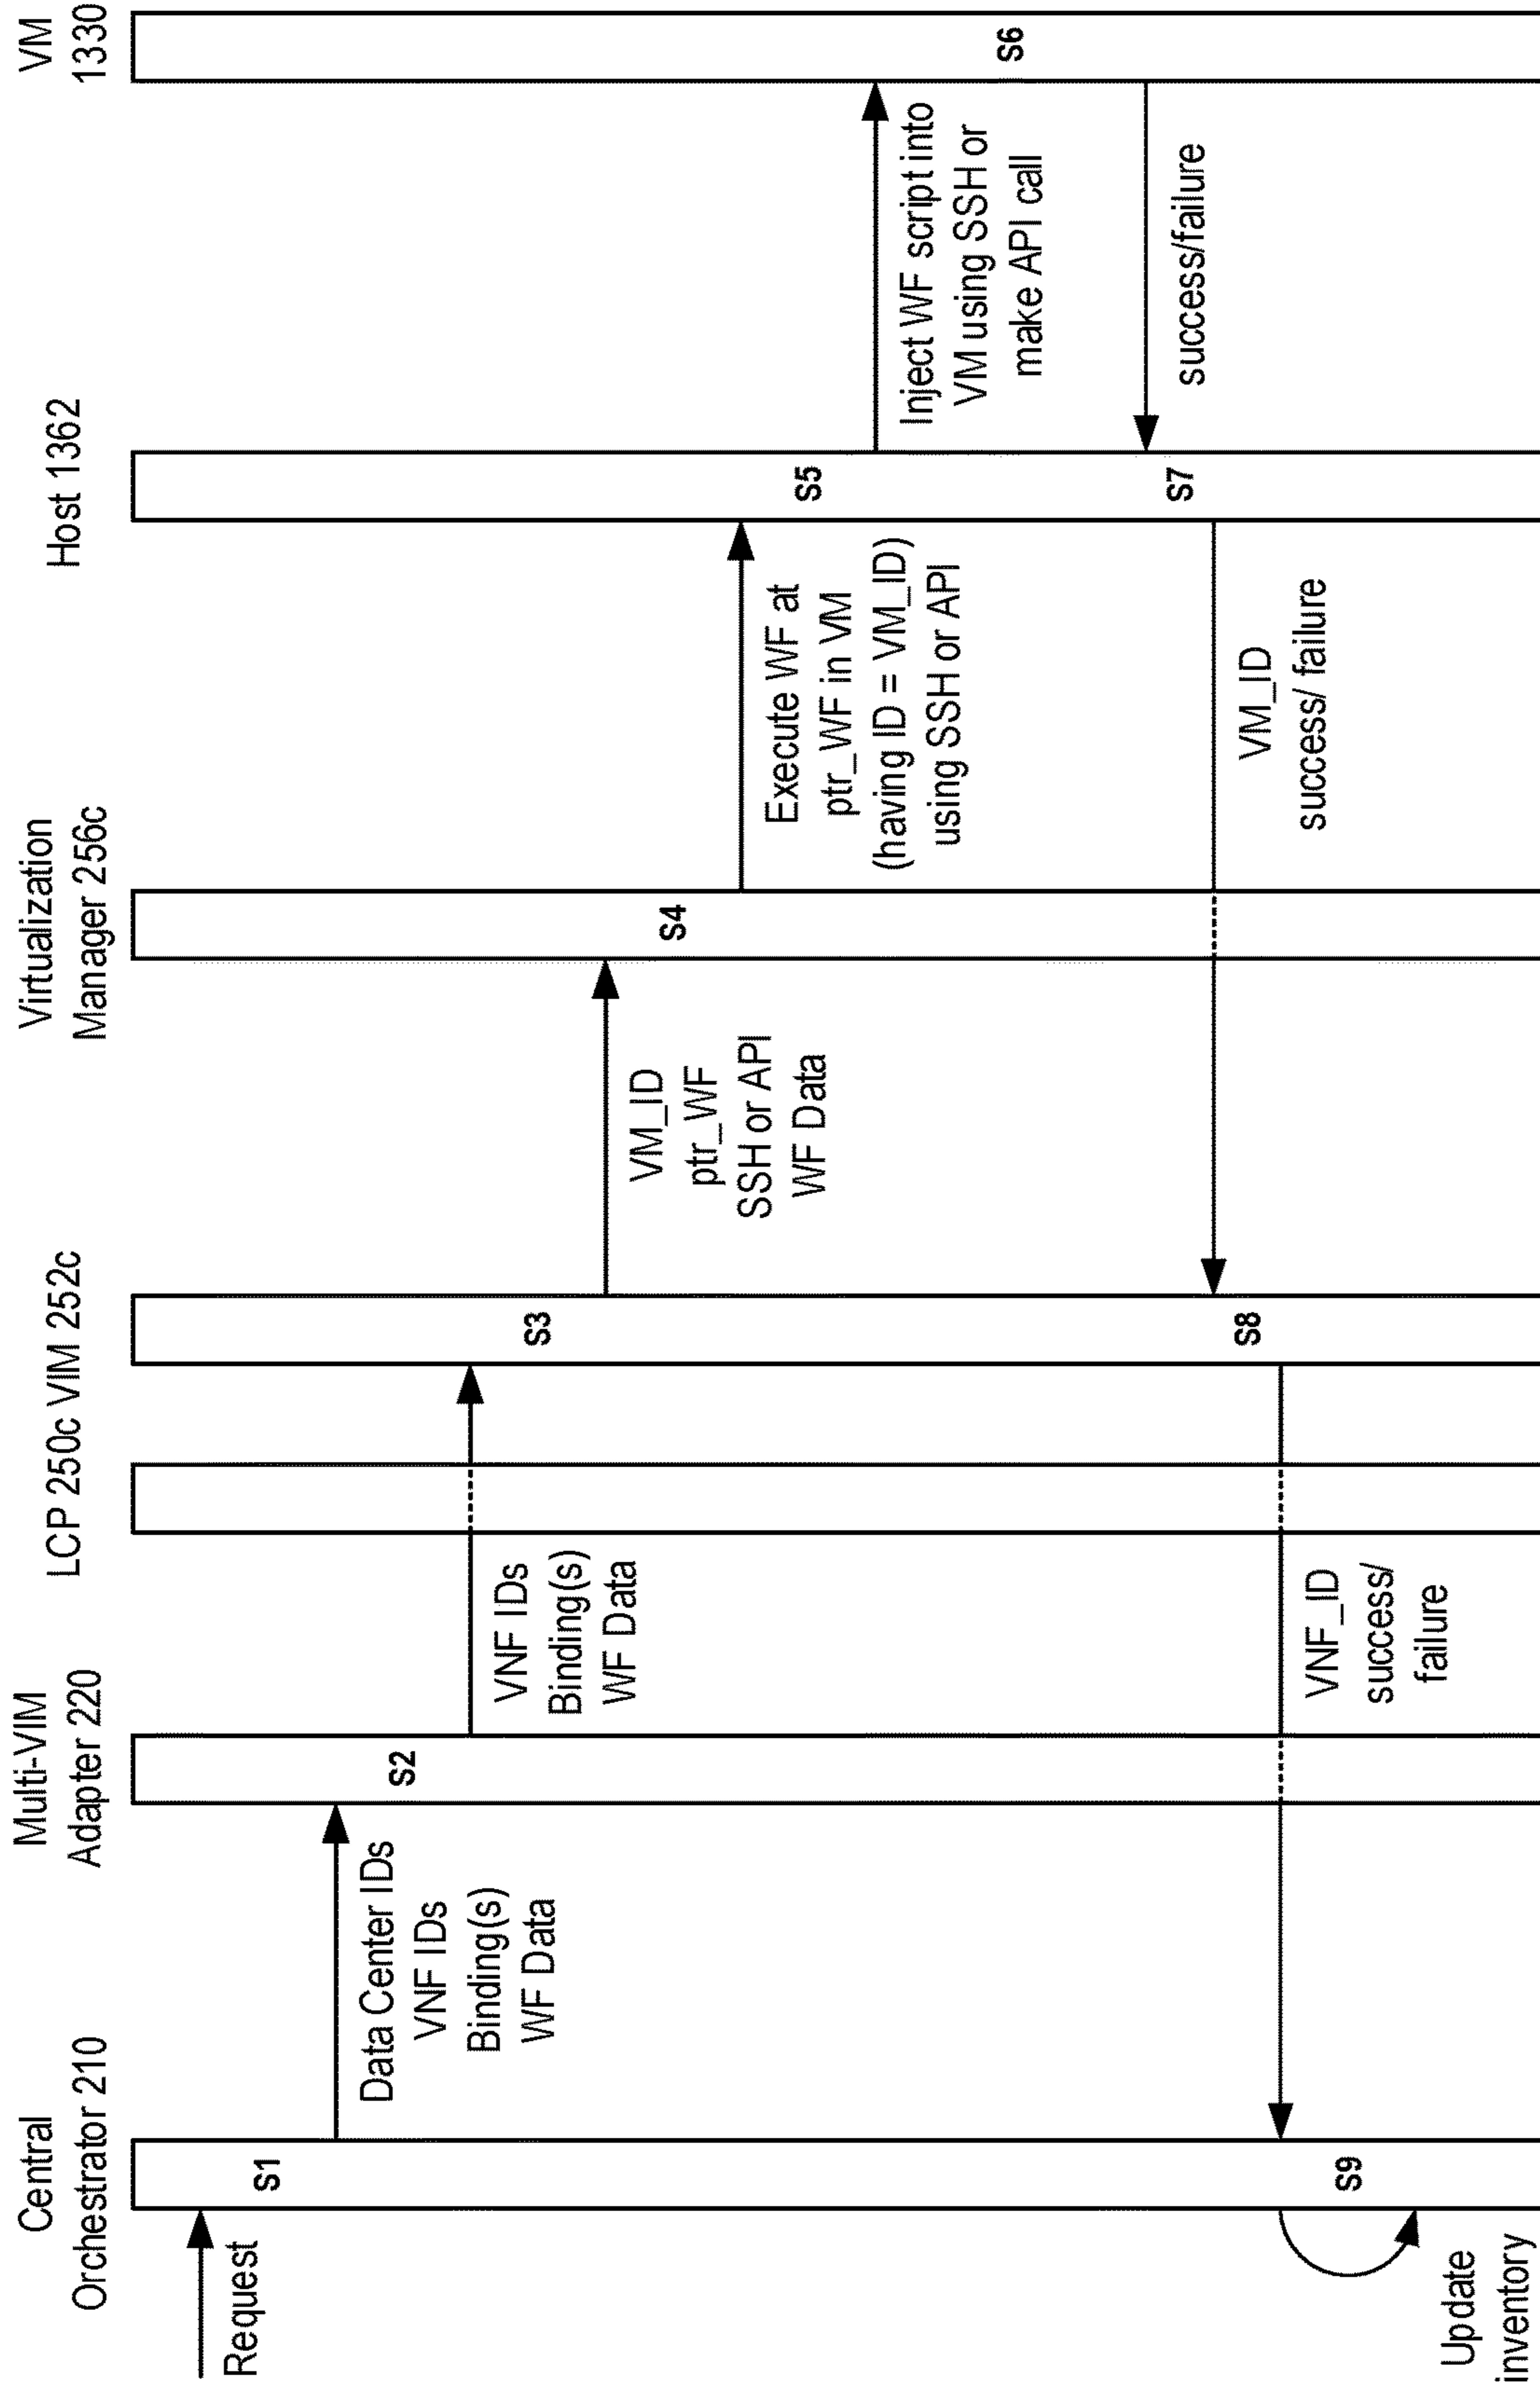 Central
Orchestrator 210
Multi-VIM
Adapter 220
LCP 250c VIM 252c
Virtualization
Manager 256c
Host 1362
VM
1330
Request
S1
Data Center IDs
VNF IDs
Binding(s)
WF Data
S2
VNF IDs
Binding(s)
WF Data
S3
VM_ID
ptr_WF
SSH or API
WF Data
S4
Execute WF at
ptr_WF in VM
(having ID = VM_ID)
using SSH or API
S5
Inject WF script into
VM using SSH or
make API call
S6
success/failure
S7
VM_ID
success/ failure
S8
VNF_ID
success/
failure
S9
Update
inventory